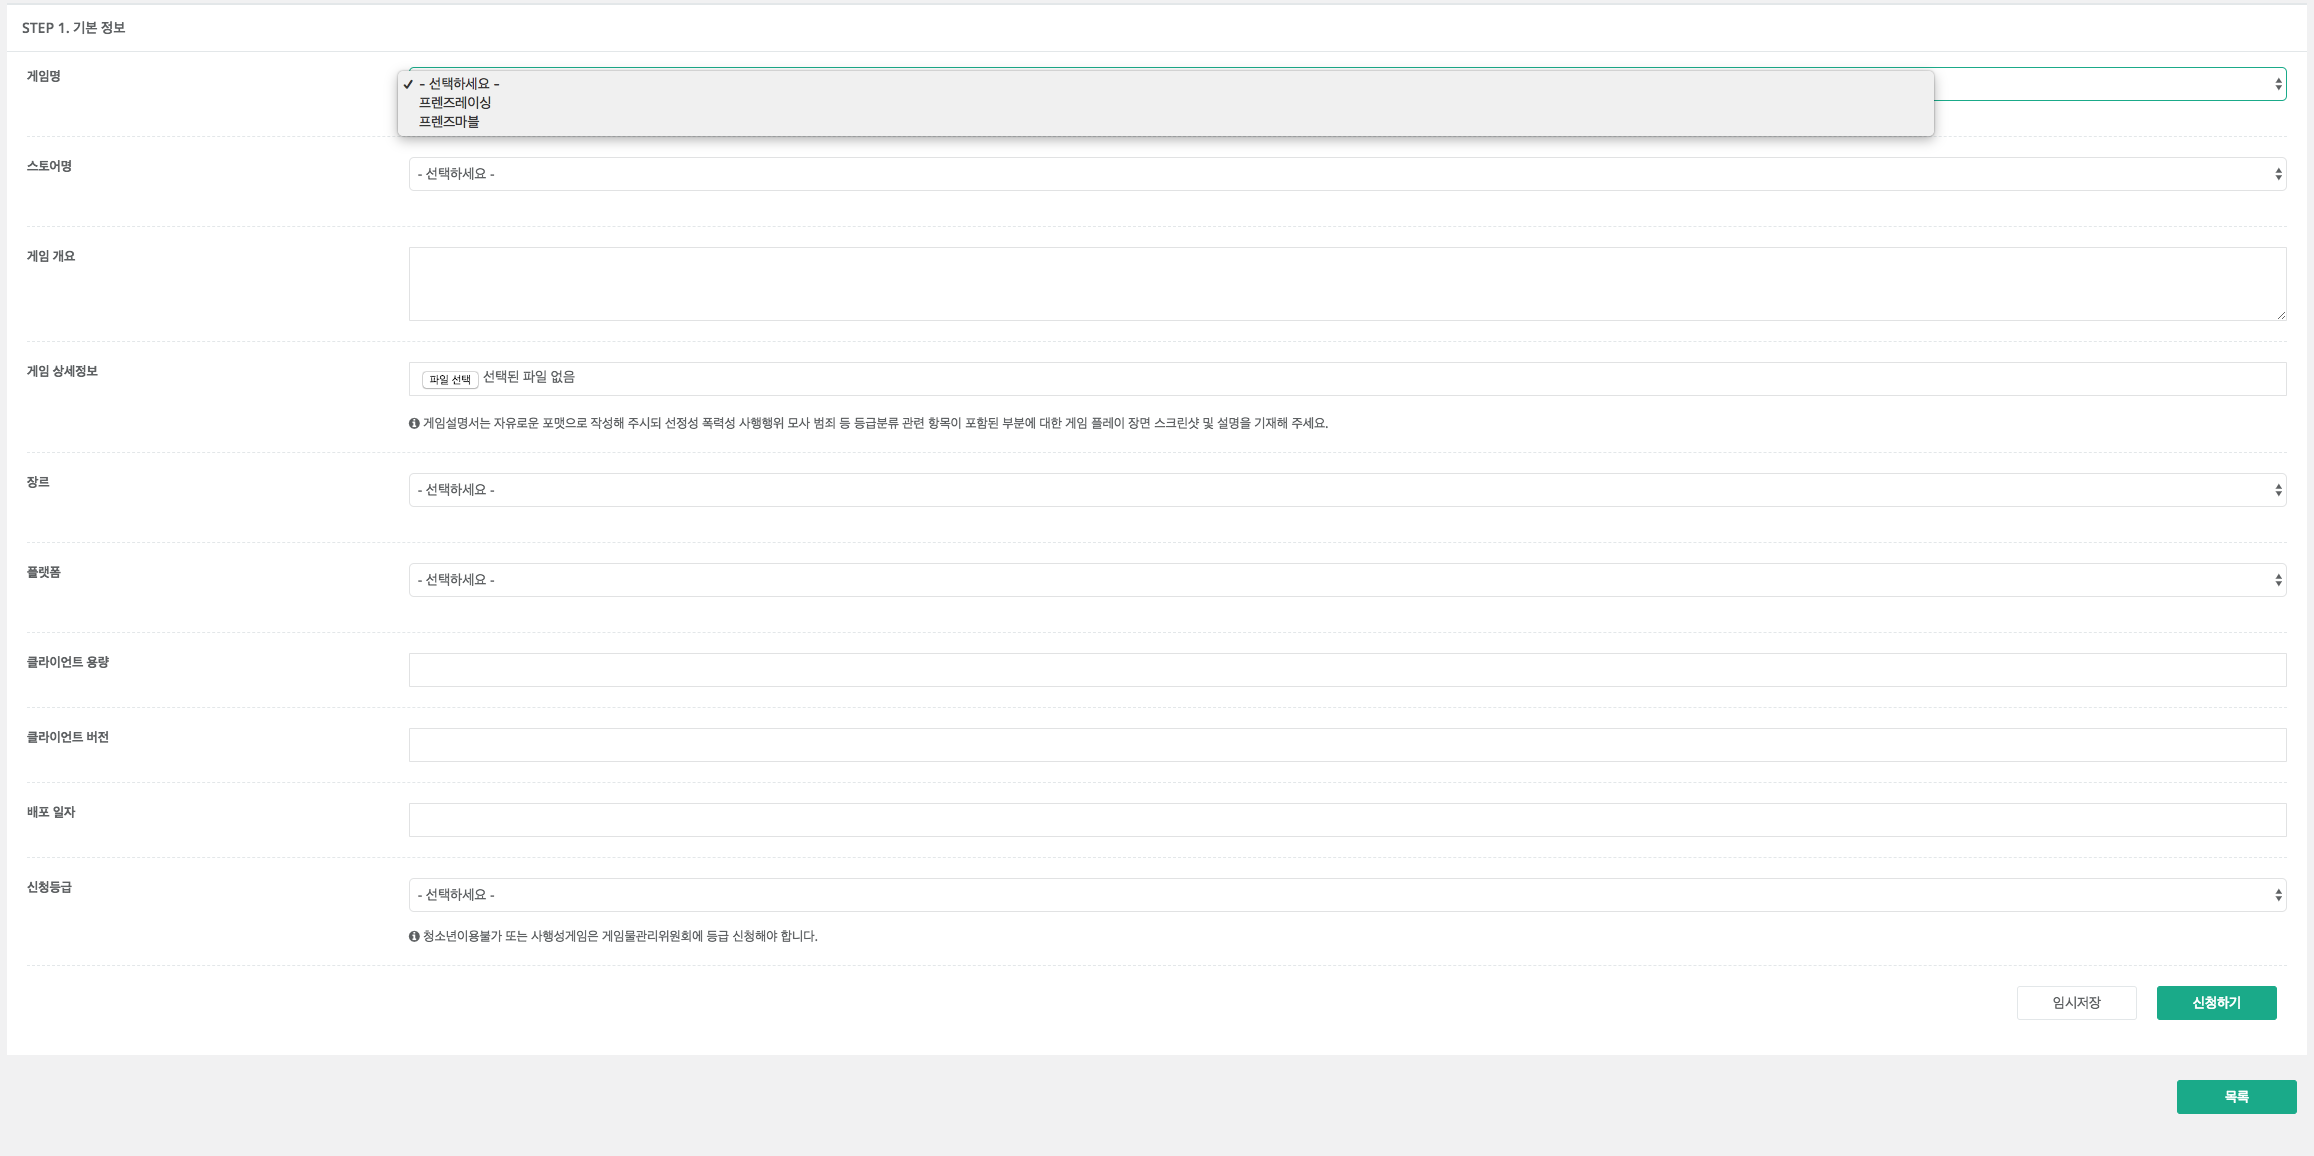 STEP 1. 기본 정보
게임명
✓ - 선택하세요 -
프렌즈레이싱
프렌즈마블
스토어명
- 선택하세요 -
게임 개요
게임 상세정보
파일 선택 선택된 파일 없음
게임설명서는 자유로운 포맷으로 작성해 주시되 선정성 폭력성 사행행위 모사 범죄 등 등급분류 관련 항목이 포함된 부분에 대한 게임 플레이 장면 스크린샷 및 설명을 기재해 주세요.
장르
- 선택하세요 -
플랫폼
- 선택하세요 -
클라이언트 용량
클라이언트 버전
배포 일자
신청등급
- 선택하세요 -
청소년이용불가 또는 사행성게임은 게임물관리위원회에 등급 신청해야 합니다.
임시저장
신청하기
목록